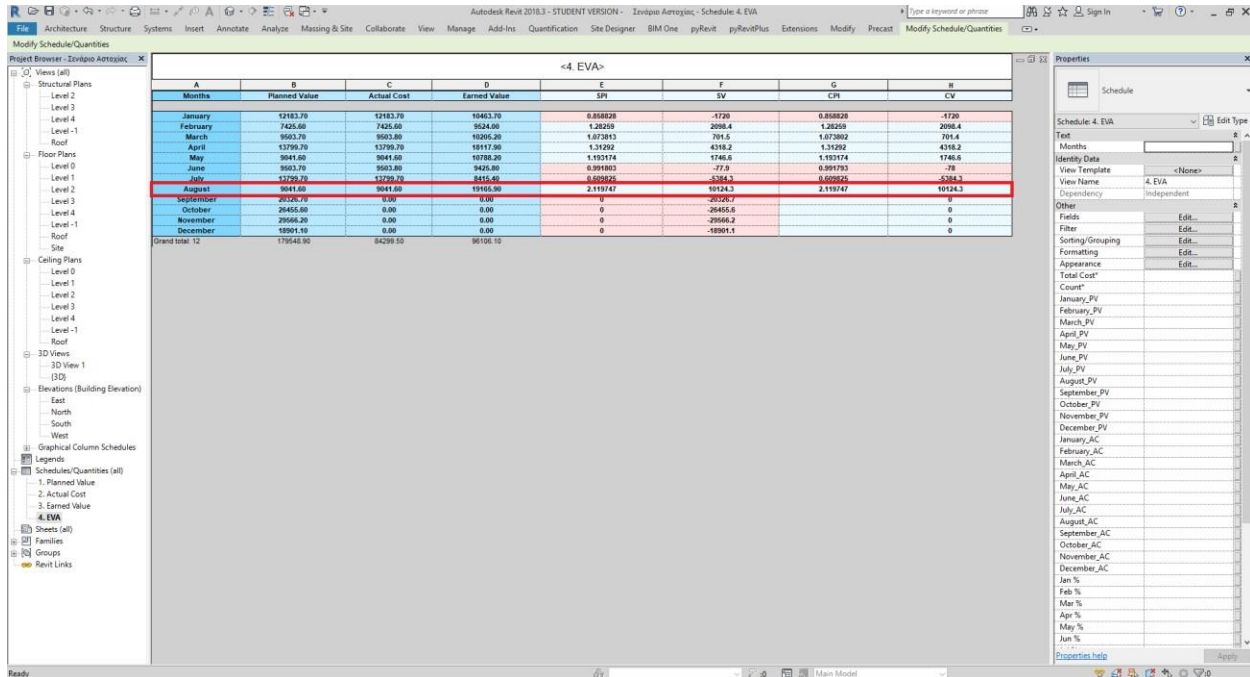 Autodesk Revit 2018.3 - STUDENT VERSION - Σενάριο Αστοχίας - Schedule: 4. EVA
Type a keyword or phrase
Sign In
File Architecture Structure Systems Insert Annotate Analyze Massing & Site Collaborate View Manage Add-Ins Quantification Site Designer BIM One pyRevit pyRevitPlus Extensions Modify Precast Modify Schedule/Quantities
Modify Schedule/Quantities
Project Browser - Σενάριο Αστοχίας
Views (all)
Structural Plans
Level 2
Level 3
Level 4
Level -1
Roof
Floor Plans
Level 0
Level 1
Level 2
Level 3
Level 4
Level -1
Roof
Site
Ceiling Plans
Level 0
Level 1
Level 2
Level 3
Level 4
Level -1
Roof
3D Views
3D View 1
{3D}
Elevations (Building Elevation)
East
North
South
West
Graphical Column Schedules
Legends
Schedules/Quantities (all)
1. Planned Value
2. Actual Cost
3. Earned Value
4. EVA
Sheets (all)
Families
Groups
Revit Links
<4. EVA>
A B C D E F G H
Months Planned Value Actual Cost Earned Value SPI SV CPI CV
January 12183.70 12183.70 10463.70 0.858828 -1720 0.858828 -1720
February 7425.60 7425.60 9524.00 1.28259 2098.4 1.28259 2098.4
March 9503.70 9503.80 10205.20 1.073813 701.5 1.073802 701.4
April 13799.70 13799.70 18117.90 1.31292 4318.2 1.31292 4318.2
May 9041.60 9041.60 10788.20 1.193174 1746.6 1.193174 1746.6
June 9503.70 9503.80 9425.80 0.991803 -77.9 0.991793 -78
July 13799.70 13799.70 8415.40 0.609825 -5384.3 0.609825 -5384.3
August 9041.60 9041.60 19165.90 2.119747 10124.3 2.119747 10124.3
September 20326.70 0.00 0.00 0 -20326.7 0
October 26455.60 0.00 0.00 0 -26455.6 0
November 29566.20 0.00 0.00 0 -29566.2 0
December 18901.10 0.00 0.00 0 -18901.1 0
Grand total: 12 179548.90 84299.50 96106.10
Properties
Schedule
Schedule: 4. EVA Edit Type
Text
Months
Identity Data
View Template <None>
View Name 4. EVA
Dependency Independent
Other
Fields Edit...
Filter Edit...
Sorting/Grouping Edit...
Formatting Edit...
Appearance Edit...
Total Cost*
Count*
January_PV
February_PV
March_PV
April_PV
May_PV
June_PV
July_PV
August_PV
September_PV
October_PV
November_PV
December_PV
January_AC
February_AC
March_AC
April_AC
May_AC
June_AC
July_AC
August_AC
September_AC
October_AC
November_AC
December_AC
Jan %
Feb %
Mar %
Apr %
May %
Jun %
Properties help Apply
Ready
:0 Main Model :0